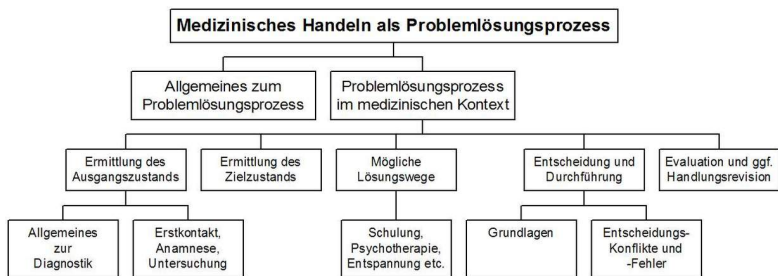 Medizinisches Handeln als Problemlösungsprozess
Allgemeines zum
Problemlösungsprozess
Problemlösungsprozess
im medizinischen Kontext
Ermittlung des
Ausgangszustands
Ermittlung des
Zielzustands
Mögliche
Lösungswege
Entscheidung und
Durchführung
Evaluation und ggf.
Handlungsrevision
Allgemeines
zur
Diagnostik
Erstkontakt,
Anamnese,
Untersuchung
Schulung,
Psychotherapie,
Entspannung etc.
Grundlagen
Entscheidungs-
Konflikte und
-Fehler